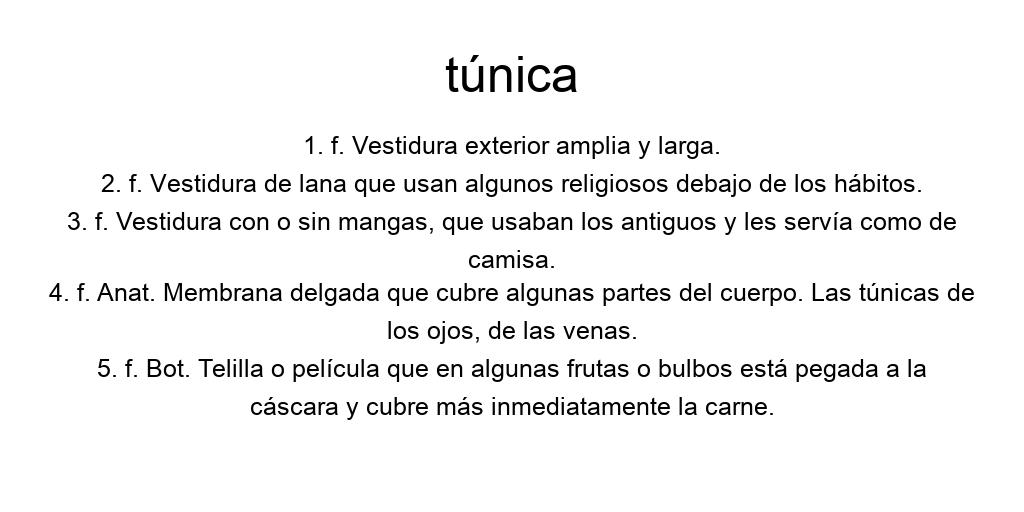 túnica
1. f. Vestidura exterior amplia y larga.
2. f. Vestidura de lana que usan algunos religiosos debajo de los hábitos.
3. f. Vestidura con o sin mangas, que usaban los antiguos y les servía como de
camisa.
4. f. Anat. Membrana delgada que cubre algunas partes del cuerpo. Las túnicas de
los ojos, de las venas.
5. f. Bot. Telilla o película que en algunas frutas o bulbos está pegada a la
cáscara y cubre más inmediatamente la carne.